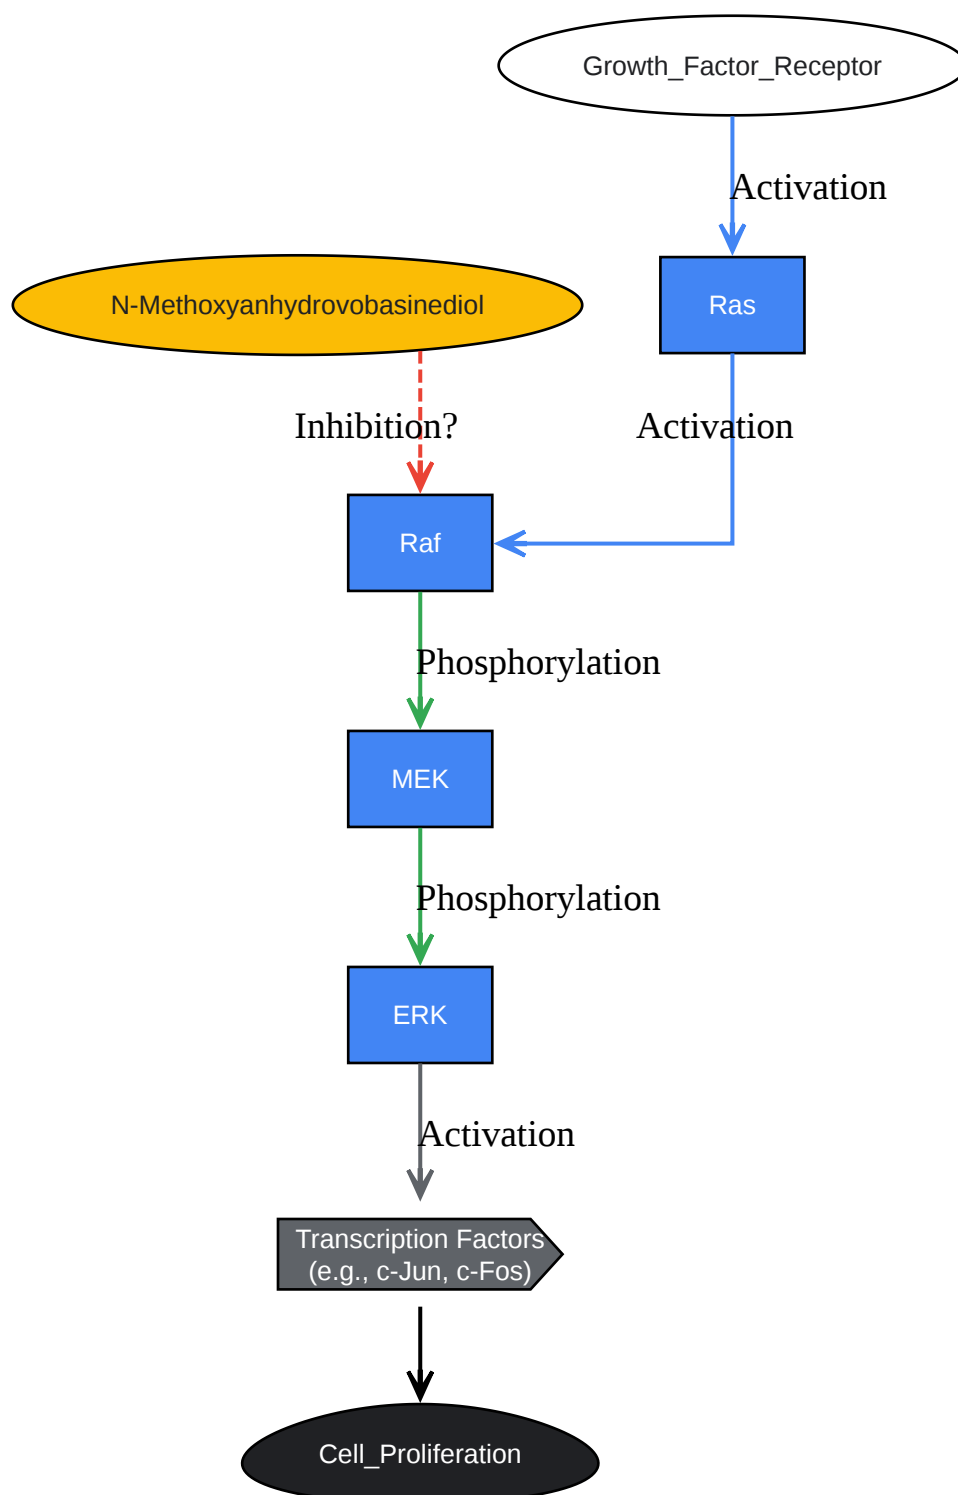 Growth_Factor_Receptor
Activation
N-Methoxyanhydrovobasinediol
Ras
Inhibition?
Activation
Raf
Phosphorylation
MEK
Phosphorylation
ERK
Activation
Transcription Factors
(e.g., c-Jun, c-Fos)
Cell_Proliferation